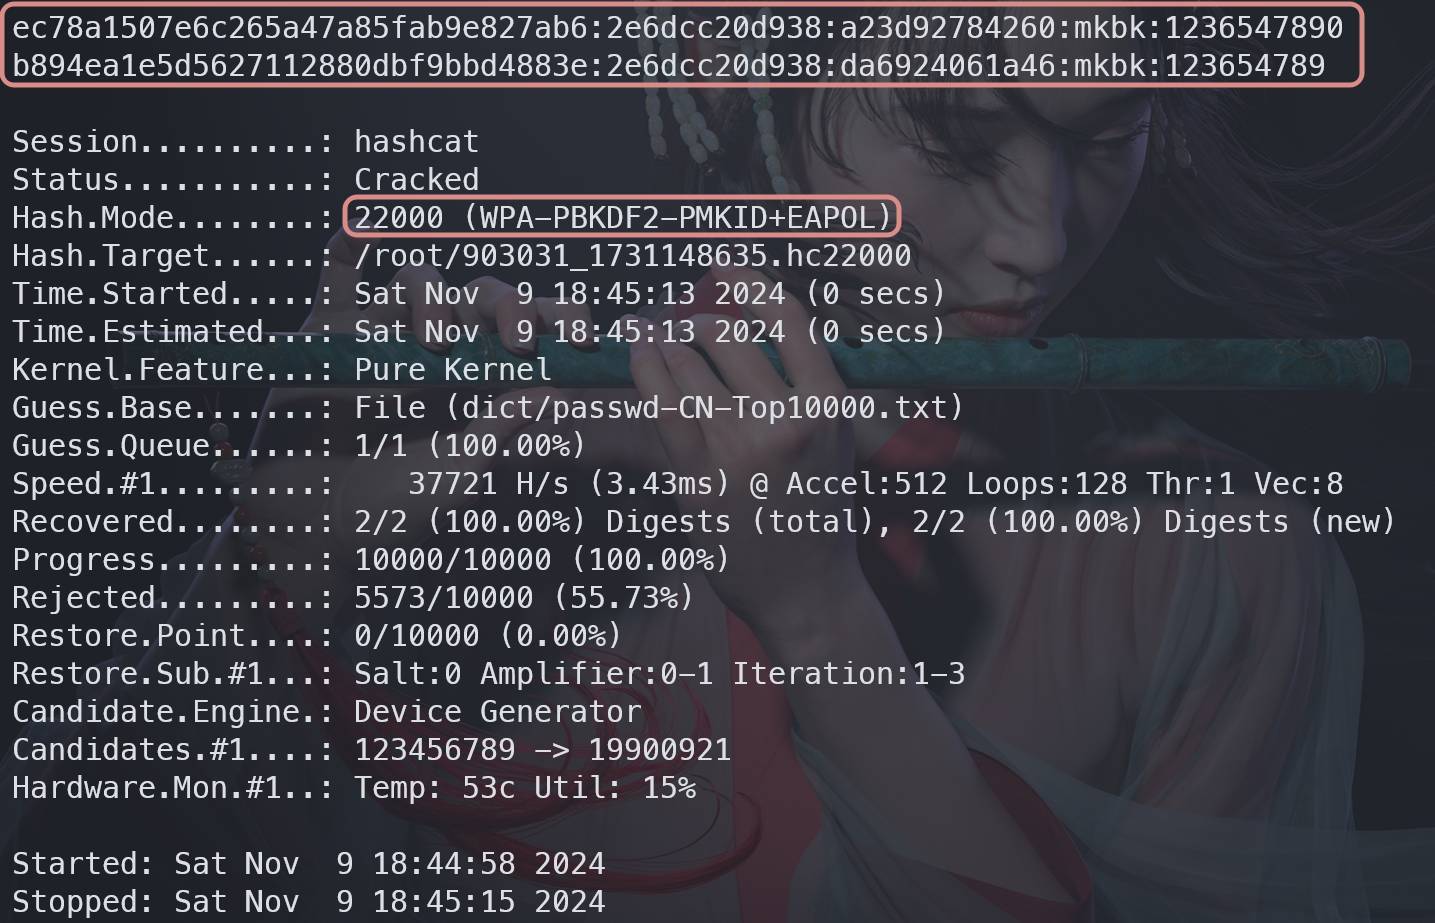 ec78a1507e6c265a47a85fab9e827ab6:2e6dcc20d938:a23d92784260:mkbk:1236547890
b894ea1e5d5627112880dbf9bbd4883e:2e6dcc20d938:da6924061a46:mkbk:123654789
Session..........: hashcat
Status...........: Cracked
Hash.Mode........: 22000 (WPA-PBKDF2-PMKID+EAPOL)
Hash.Target......: /root/903031_1731148635.hc22000
Time.Started.....: Sat Nov  9 18:45:13 2024 (0 secs)
Time.Estimated...: Sat Nov  9 18:45:13 2024 (0 secs)
Kernel.Feature...: Pure Kernel
Guess.Base.......: File (dict/passwd-CN-Top10000.txt)
Guess.Queue......: 1/1 (100.00%)
Speed.#1.........:    37721 H/s (3.43ms) @ Accel:512 Loops:128 Thr:1 Vec:8
Recovered........: 2/2 (100.00%) Digests (total), 2/2 (100.00%) Digests (new)
Progress.........: 10000/10000 (100.00%)
Rejected.........: 5573/10000 (55.73%)
Restore.Point....: 0/10000 (0.00%)
Restore.Sub.#1...: Salt:0 Amplifier:0-1 Iteration:1-3
Candidate.Engine.: Device Generator
Candidates.#1....: 123456789 -> 19900921
Hardware.Mon.#1..: Temp: 53c Util: 15%
Started: Sat Nov  9 18:44:58 2024
Stopped: Sat Nov  9 18:45:15 2024